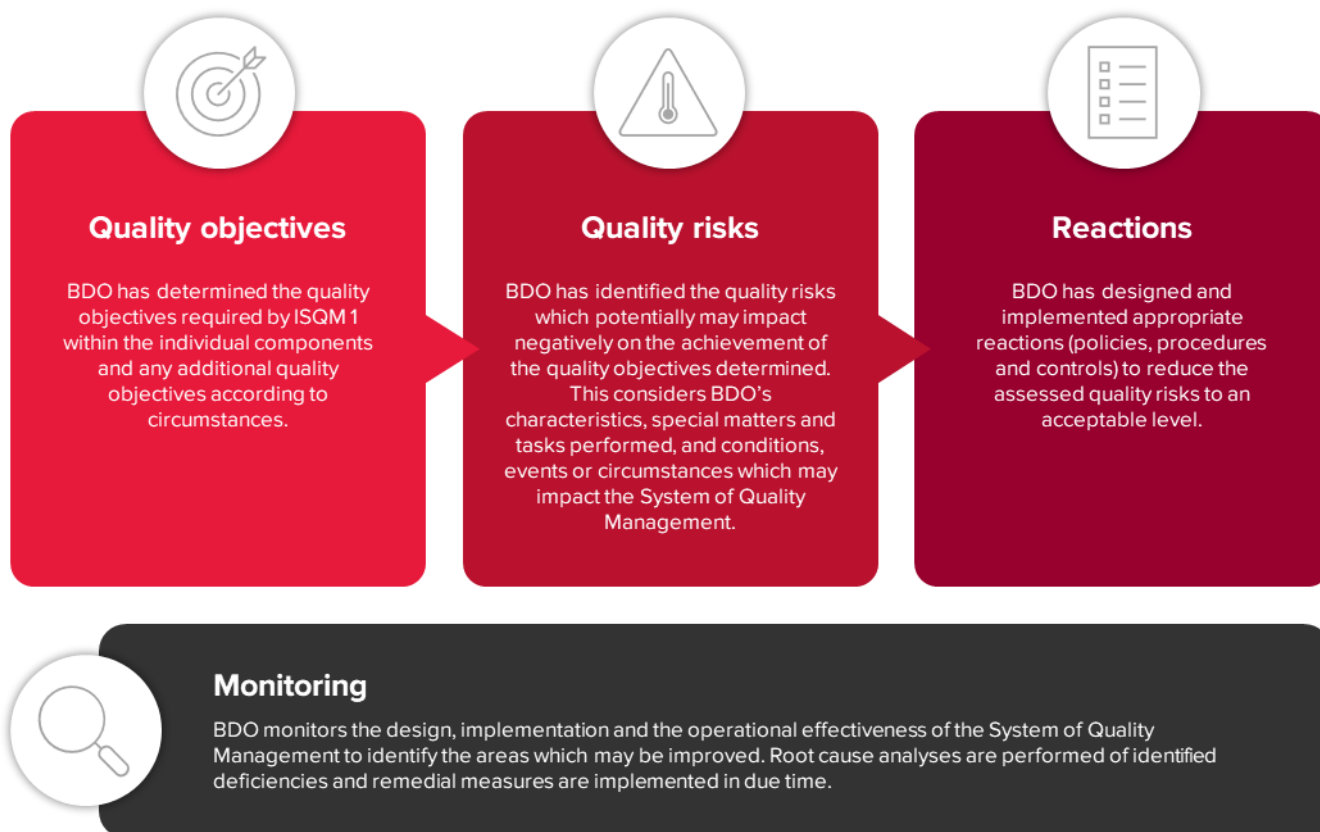 Quality objectives
BDO has determined the quality
objectives required by ISQM 1
within the individual components
and any additional quality
objectives according to
circumstances.
Quality risks
BDO has identified the quality risks
which potentially may impact
negatively on the achievement of
the quality objectives determined.
This considers BDO's
characteristics, special matters and
tasks performed, and conditions,
events or circumstances which may
impact the System of Quality
Management.
Reactions
BDO has designed and
implemented appropriate
reactions (policies, procedures
and controls) to reduce the
assessed quality risks to an
acceptable level.
Monitoring
BDO monitors the design, implementation and the operational effectiveness of the System of Quality
Management to identify the areas which may be improved. Root cause analyses are performed of identified
deficiencies and remedial measures are implemented in due time.